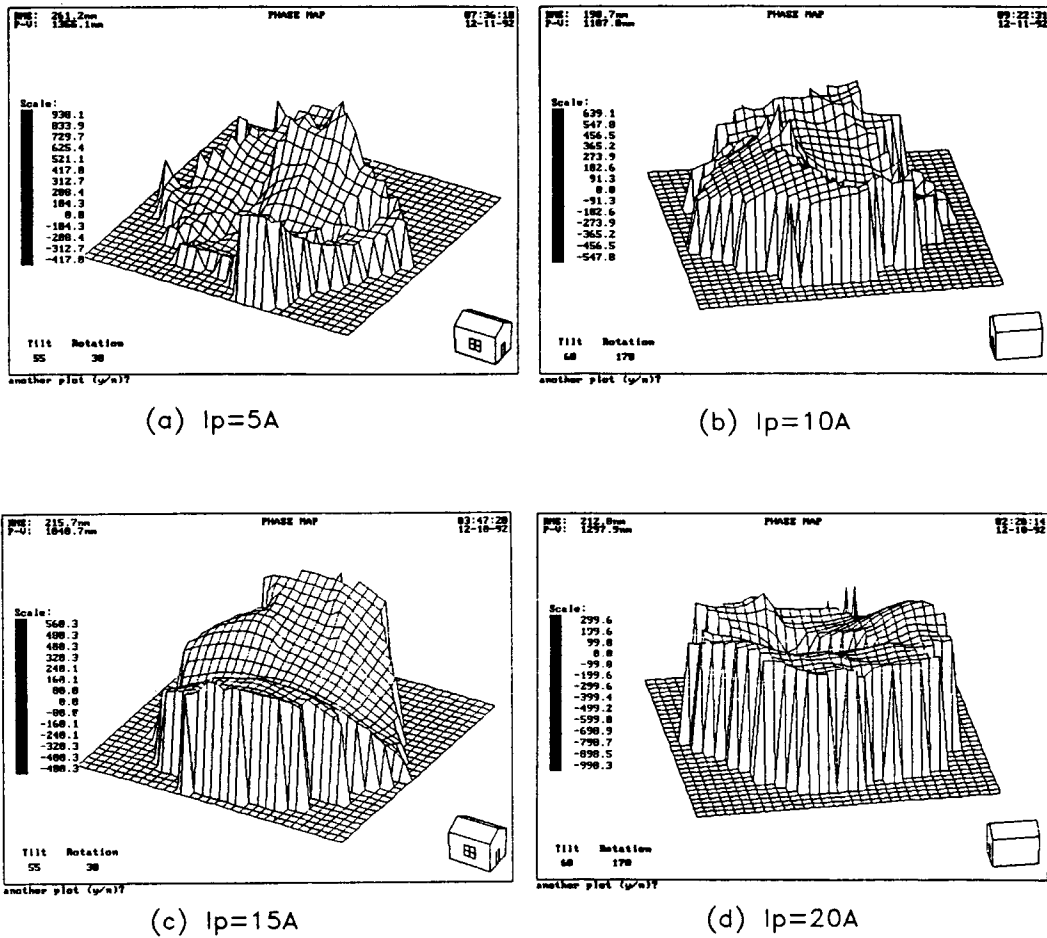 RMS: 261.2nm PHASE MAP 07:36:18
P-V: 1366.1nm 12-11-92
Scale:
938.1
833.9
729.7
625.4
521.1
417.8
312.7
208.4
104.3
0.0
-104.3
-208.4
-312.7
-417.8
Tilt Rotation
55 30
another plot (y/n)?
(a) Ip=5A
RMS: 198.7nm PHASE MAP 09:22:31
P-V: 1187.0nm 12-11-92
Scale:
639.1
547.8
456.5
365.2
273.9
182.6
91.3
0.0
-91.3
-182.6
-273.9
-365.2
-456.5
-547.8
Tilt Rotation
60 170
another plot (y/n)?
(b) Ip=10A
RMS: 215.7nm PHASE MAP 03:47:20
P-V: 1040.7nm 12-10-92
Scale:
560.3
480.3
400.3
320.3
240.1
160.1
80.0
0.0
-80.0
-160.1
-240.1
-320.3
-400.3
-480.3
Tilt Rotation
55 30
another plot (y/n)?
(c) Ip=15A
RMS: 212.0nm PHASE MAP 02:20:14
P-V: 1297.9nm 12-10-92
Scale:
299.6
199.6
99.8
0.0
-99.8
-199.6
-299.6
-399.4
-499.2
-599.0
-698.9
-798.7
-898.5
-998.3
Tilt Rotation
60 170
another plot (y/n)?
(d) Ip=20A